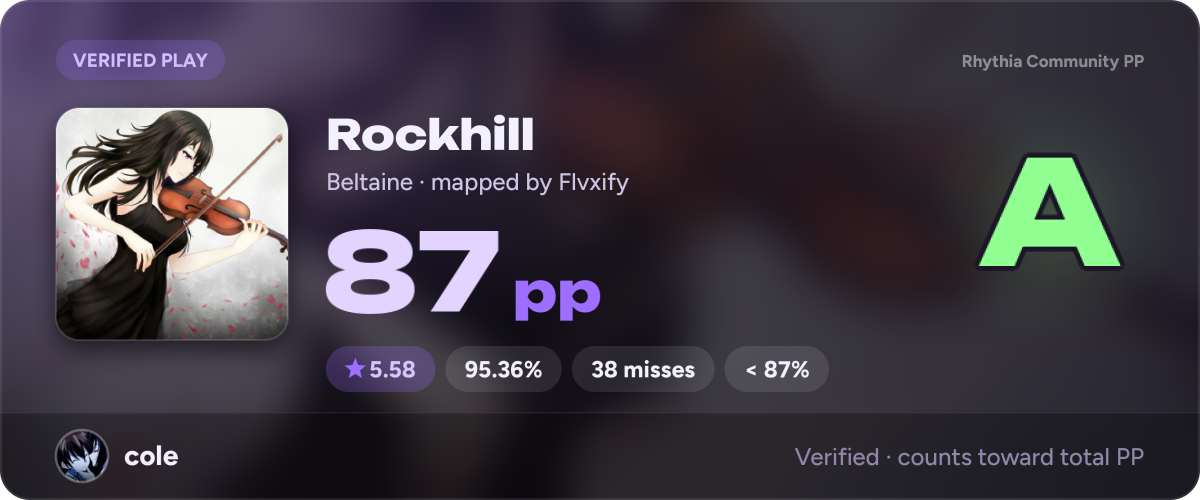 VERIFIED PLAY
Rhythia Community PP
Rockhill
Beltaine · mapped by Flvxify
87 pp
A
★ 5.58
95.36%
38 misses
< 87%
cole
Verified · counts toward total PP